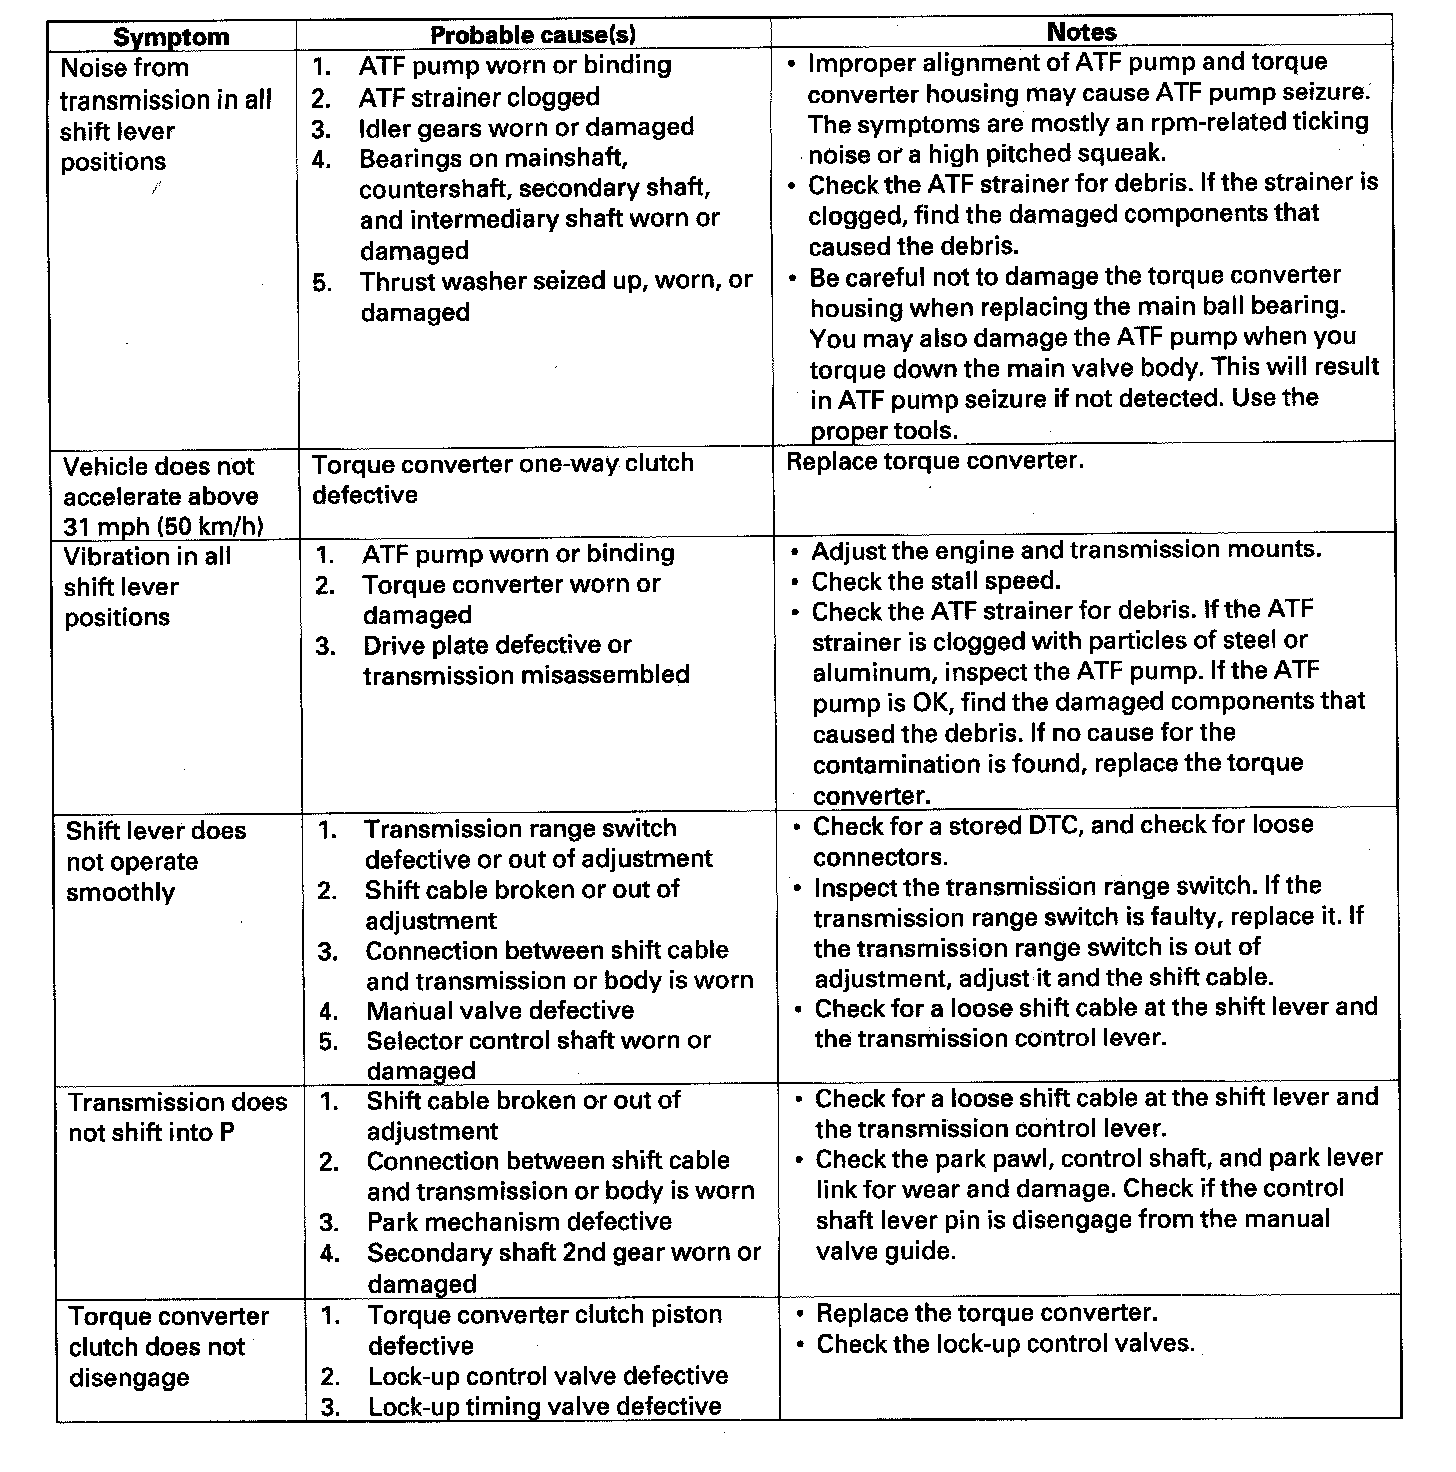 Symptom
Probable cause(s)
Notes
Noise from
transmission in all
shift lever
positions
1. ATF pump worn or binding
2. ATF strainer clogged
3. Idler gears worn or damaged
4. Bearings on mainshaft,
countershaft, secondary shaft,
and intermediary shaft worn or
damaged
5. Thrust washer seized up, worn, or
damaged
• Improper alignment of ATF pump and torque
converter housing may cause ATF pump seizure.
The symptoms are mostly an rpm-related ticking
noise or a high pitched squeak.
• Check the ATF strainer for debris. If the strainer is
clogged, find the damaged components that
caused the debris.
• Be careful not to damage the torque converter
housing when replacing the main ball bearing.
You may also damage the ATF pump when you
torque down the main valve body. This will result
in ATF pump seizure if not detected. Use the
proper tools.
Vehicle does not
accelerate above
31 mph (50 km/h)
Torque converter one-way clutch
defective
Replace torque converter.
Vibration in all
shift lever
positions
1. ATF pump worn or binding
2. Torque converter worn or
damaged
3. Drive plate defective or
transmission misassembled
• Adjust the engine and transmission mounts.
• Check the stall speed.
• Check the ATF strainer for debris. If the ATF
strainer is clogged with particles of steel or
aluminum, inspect the ATF pump. If the ATF
pump is OK, find the damaged components that
caused the debris. If no cause for the
contamination is found, replace the torque
converter.
Shift lever does
not operate
smoothly
1. Transmission range switch
defective or out of adjustment
2. Shift cable broken or out of
adjustment
3. Connection between shift cable
and transmission or body is worn
4. Manual valve defective
5. Selector control shaft worn or
damaged
• Check for a stored DTC, and check for loose
connectors.
• Inspect the transmission range switch. If the
transmission range switch is faulty, replace it. If
the transmission range switch is out of
adjustment, adjust it and the shift cable.
• Check for a loose shift cable at the shift lever and
the transmission control lever.
Transmission does
not shift into P
1. Shift cable broken or out of
adjustment
2. Connection between shift cable
and transmission or body is worn
3. Park mechanism defective
4. Secondary shaft 2nd gear worn or
damaged
• Check for a loose shift cable at the shift lever and
the transmission control lever.
• Check the park pawl, control shaft, and park lever
link for wear and damage. Check if the control
shaft lever pin is disengage from the manual
valve guide.
Torque converter
clutch does not
disengage
1. Torque converter clutch piston
defective
2. Lock-up control valve defective
3. Lock-up timing valve defective
• Replace the torque converter.
• Check the lock-up control valves.